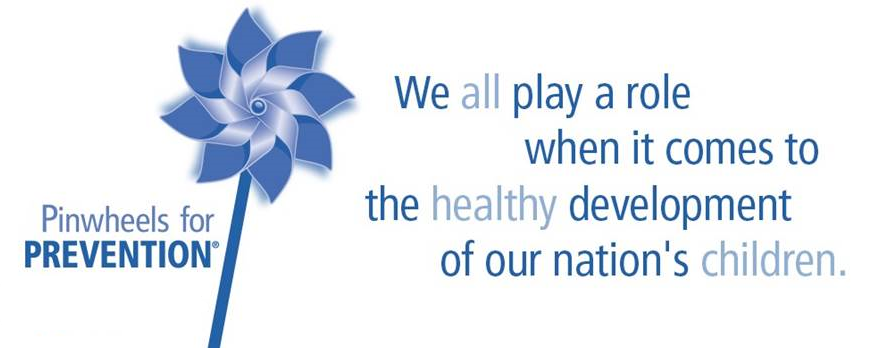 Pinwheels for
PREVENTION®
We all play a role
when it comes to
the healthy development
of our nation's children.